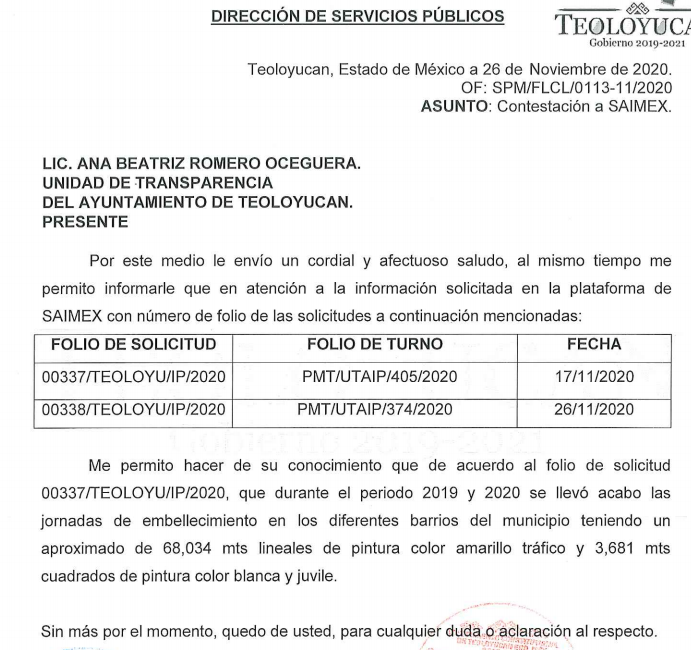 DIRECCIÓN DE SERVICIOS PÚBLICOS
TEOLOYUCA
Gobierno 2019-2021
Teoloyucan, Estado de México a 26 de Noviembre de 2020.
OF: SPM/FLCL/0113-11/2020
ASUNTO: Contestación a SAIMEX.
LIC. ANA BEATRIZ ROMERO OCEGUERA.
UNIDAD DE TRANSPARENCIA
DEL AYUNTAMIENTO DE TEOLOYUCAN.
PRESENTE
Por este medio le envío un cordial y afectuoso saludo, al mismo tiempo me
permito informarle que en atención a la información solicitada en la plataforma de
SAIMEX con número de folio de las solicitudes a continuación mencionadas:
FOLIO DE SOLICITUD FOLIO DE TURNO FECHA
00337/TEOLOYU/IP/2020 PMT/UTAIP/405/2020 17/11/2020
00338/TEOLOYU/IP/2020 PMT/UTAIP/374/2020 26/11/2020
Gobierno 2019-2021
Me permito hacer de su conocimiento que de acuerdo al folio de solicitud
00337/TEOLOYU/IP/2020, que durante el periodo 2019 y 2020 se llevó acabo las
jornadas de embellecimiento en los diferentes barrios del municipio teniendo un
aproximado de 68,034 mts lineales de pintura color amarillo tráfico y 3,681 mts
cuadrados de pintura color blanca y juvile.
Sin más por el momento, quedo de usted, para cualquier duda o aclaración al respecto.